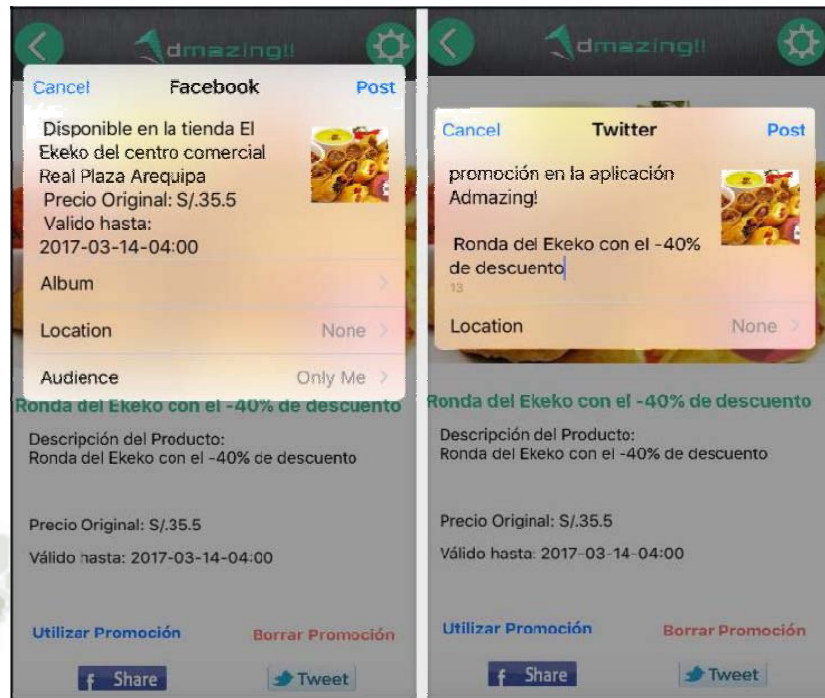 Admazing!!
Cancel Facebook Post
Disponible en la tienda El
Ekeko del centro comercial
Real Plaza Arequipa
Precio Original: S/.35.5
Valido hasta:
2017-03-14-04:00
Album
Location None
Audience Only Me
Ronda del Ekeko con el -40% de descuento
Descripción del Producto:
Ronda del Ekeko con el -40% de descuento
Precio Original: S/.35.5
Válido hasta: 2017-03-14-04:00
Utilizar Promoción Borrar Promoción
f Share Tweet
Admazing!!
Cancel Twitter Post
promoción en la aplicación
Admazing!
Ronda del Ekeko con el -40%
de descuento
13
Location None
Ronda del Ekeko con el -40% de descuento
Descripción del Producto:
Ronda del Ekeko con el -40% de descuento
Precio Original: S/.35.5
Válido hasta: 2017-03-14-04:00
Utilizar Promoción Borrar Promoción
f Share Tweet